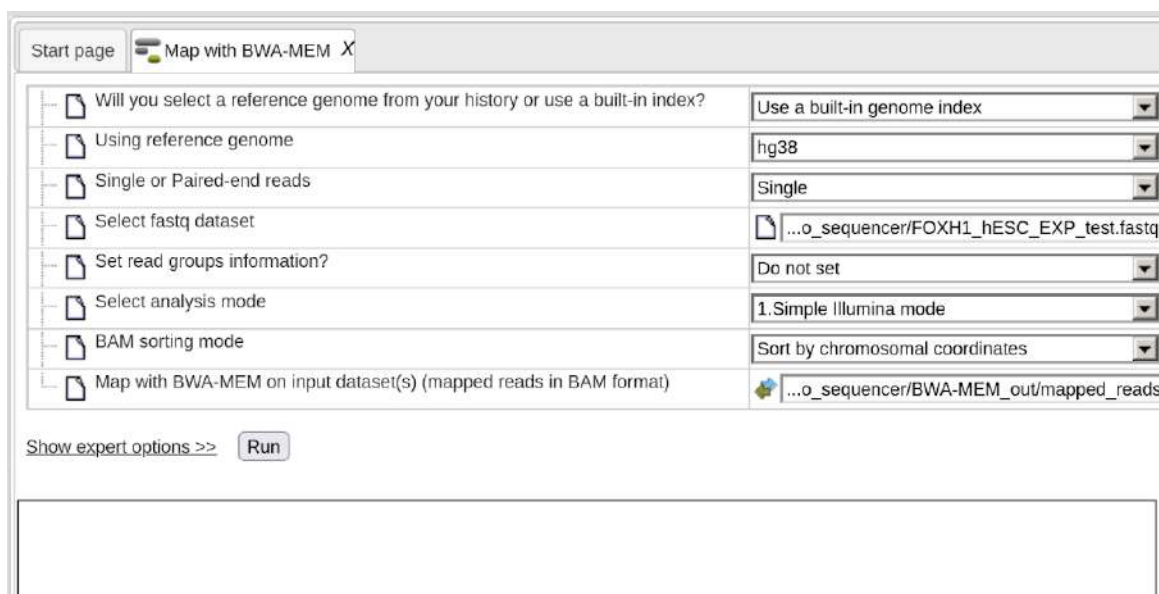 Start page
Map with BWA-MEM X
Will you select a reference genome from your history or use a built-in index? Use a built-in genome index
Using reference genome hg38
Single or Paired-end reads Single
Select fastq dataset ...o_sequencer/FOXH1_hESC_EXP_test.fastq
Set read groups information? Do not set
Select analysis mode 1.Simple Illumina mode
BAM sorting mode Sort by chromosomal coordinates
Map with BWA-MEM on input dataset(s) (mapped reads in BAM format) ...o_sequencer/BWA-MEM_out/mapped_reads
Show expert options >> Run